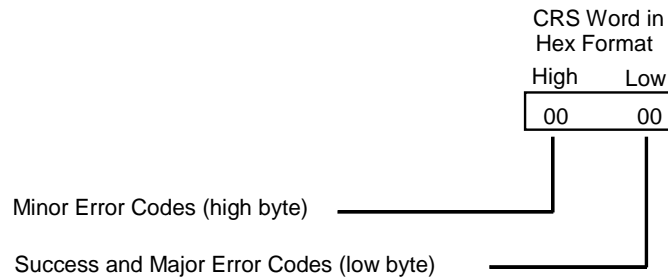 CRS Word in
Hex Format
High Low
00 00
Minor Error Codes (high byte)
Success and Major Error Codes (low byte)